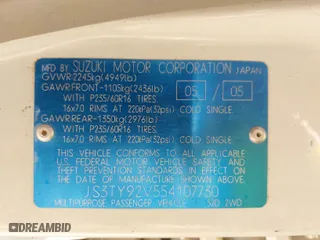 MFD BY SUZUKI MOTOR CORPORATION JAPAN
GVWR2245kg(4949lb)
GAWRFRONT-1105kg(2436lb) 05 / 05
WITH P235/60R16 TIRES,
16x7.0 RIMS AT 220kPa(32psi) COLD SINGLE
GAWRREAR-1350kg(2976lb)
WITH P235/60R16 TIRES,
16x7.0 RIMS AT 220kPa(32psi) COLD SINGLE
THIS VEHICLE CONFORMS TO ALL APPLICABLE
U.S. FEDERAL MOTOR VEHICLE SAFETY AND
THEFT PREVENTION STANDARDS IN EFFECT ON
THE DATE OF MANUFACTURE SHOWN ABOVE
JS3TY92V554107730
MULTIPURPOSE PASSENGER VEHICLE 2WD
DREAMBID